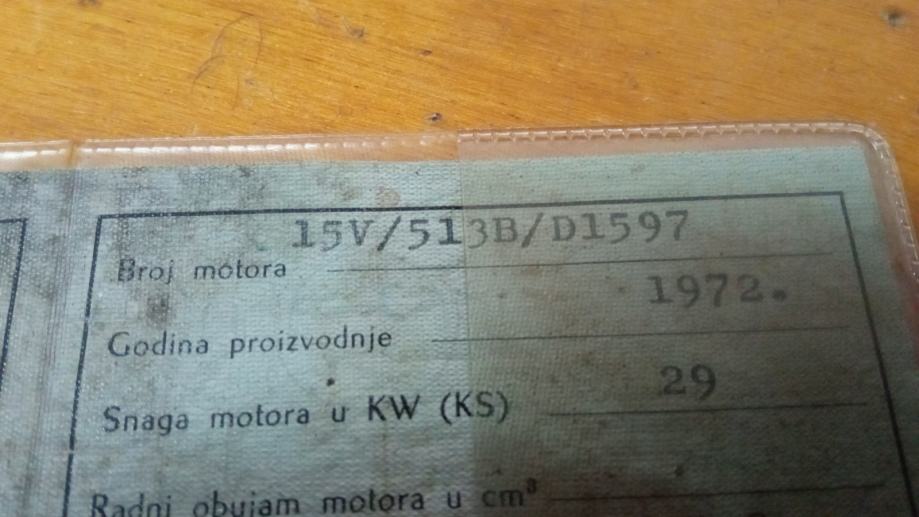 15V/513B/D1597
Broj motora
1972.
Godina proizvodnje
29
Snaga motora u KW (KS)
Radni obujam motora u cm³